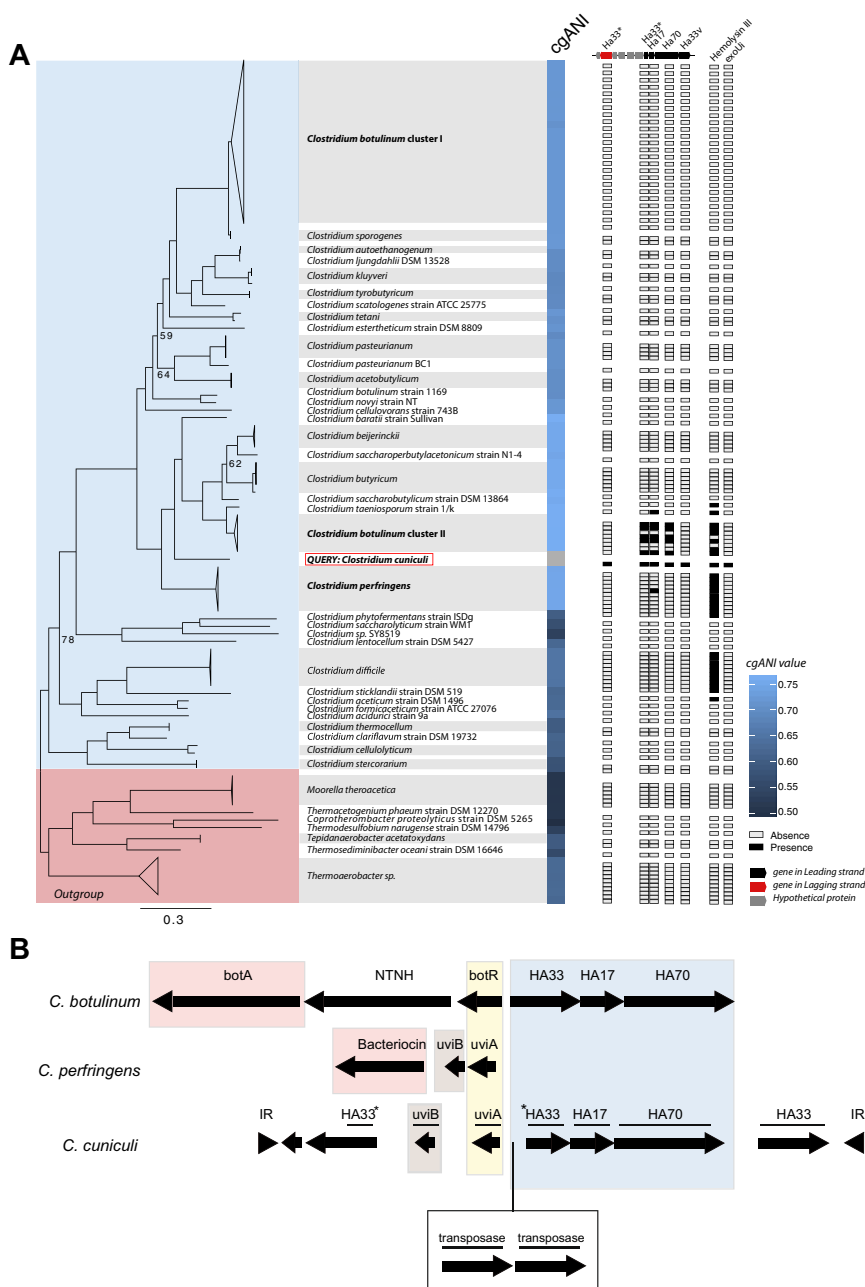 A
cgANI
Ha33*
Ha33*
Ha17
Ha70
Ha33v
Hemolysin III
exoUi
Clostridium botulinum cluster I
Clostridium sporogenes
Clostridium autoethanogenum
Clostridium ljungdahlii DSM 13528
Clostridium kluyveri
Clostridium tyrobutyricum
Clostridium scatologenes strain ATCC 25775
Clostridium tetani
Clostridium estertheticum strain DSM 8809
59
Clostridium pasteurianum
Clostridium pasteurianum BC1
64
Clostridium acetobutylicum
Clostridium botulinum strain 1169
Clostridium novyi strain NT
Clostridium cellulovorans strain 743B
Clostridium baratii strain Sullivan
Clostridium beijerinckii
Clostridium saccharoperbutylacetonicum strain N1-4
62
Clostridium butyricum
Clostridium saccharobutylicum strain DSM 13864
Clostridium taeniosporum strain 1/k
Clostridium botulinum cluster II
QUERY: Clostridium cuniculi
Clostridium perfringens
Clostridium phytofermentans strain ISDg
Clostridium saccharolyticum strain WM1
Clostridium sp. SY8519
Clostridium lentocellum strain DSM 5427
78
Clostridium difficile
Clostridium sticklandii strain DSM 519
Clostridium aceticum strain DSM 1496
Clostridium formicaceticum strain ATCC 27076
Clostridium acidurici strain 9a
Clostridium thermocellum
Clostridium clariflavum strain DSM 19732
Clostridium cellulolyticum
Clostridium stercorarium
Moorella theroacetica
Thermacetogenium phaeum strain DSM 12270
Coprotherombacter proteolyticus strain DSM 5265
Thermodesulfobium narugense strain DSM 14796
Tepidanaerobacter acetatoxydans
Thermosediminibacter oceani strain DSM 16646
Thermoaerobacter sp.
Outgroup
0.3
cgANI value
0.75
0.70
0.65
0.60
0.55
0.50
Absence
Presence
gene in Leading strand
gene in Lagging strand
Hypothetical protein
B
botA NTNH botR HA33 HA17 HA70
C. botulinum
Bacteriocin uviB uviA
C. perfringens
IR HA33* uviB uviA *HA33 HA17 HA70 HA33 IR
C. cuniculi
transposase transposase